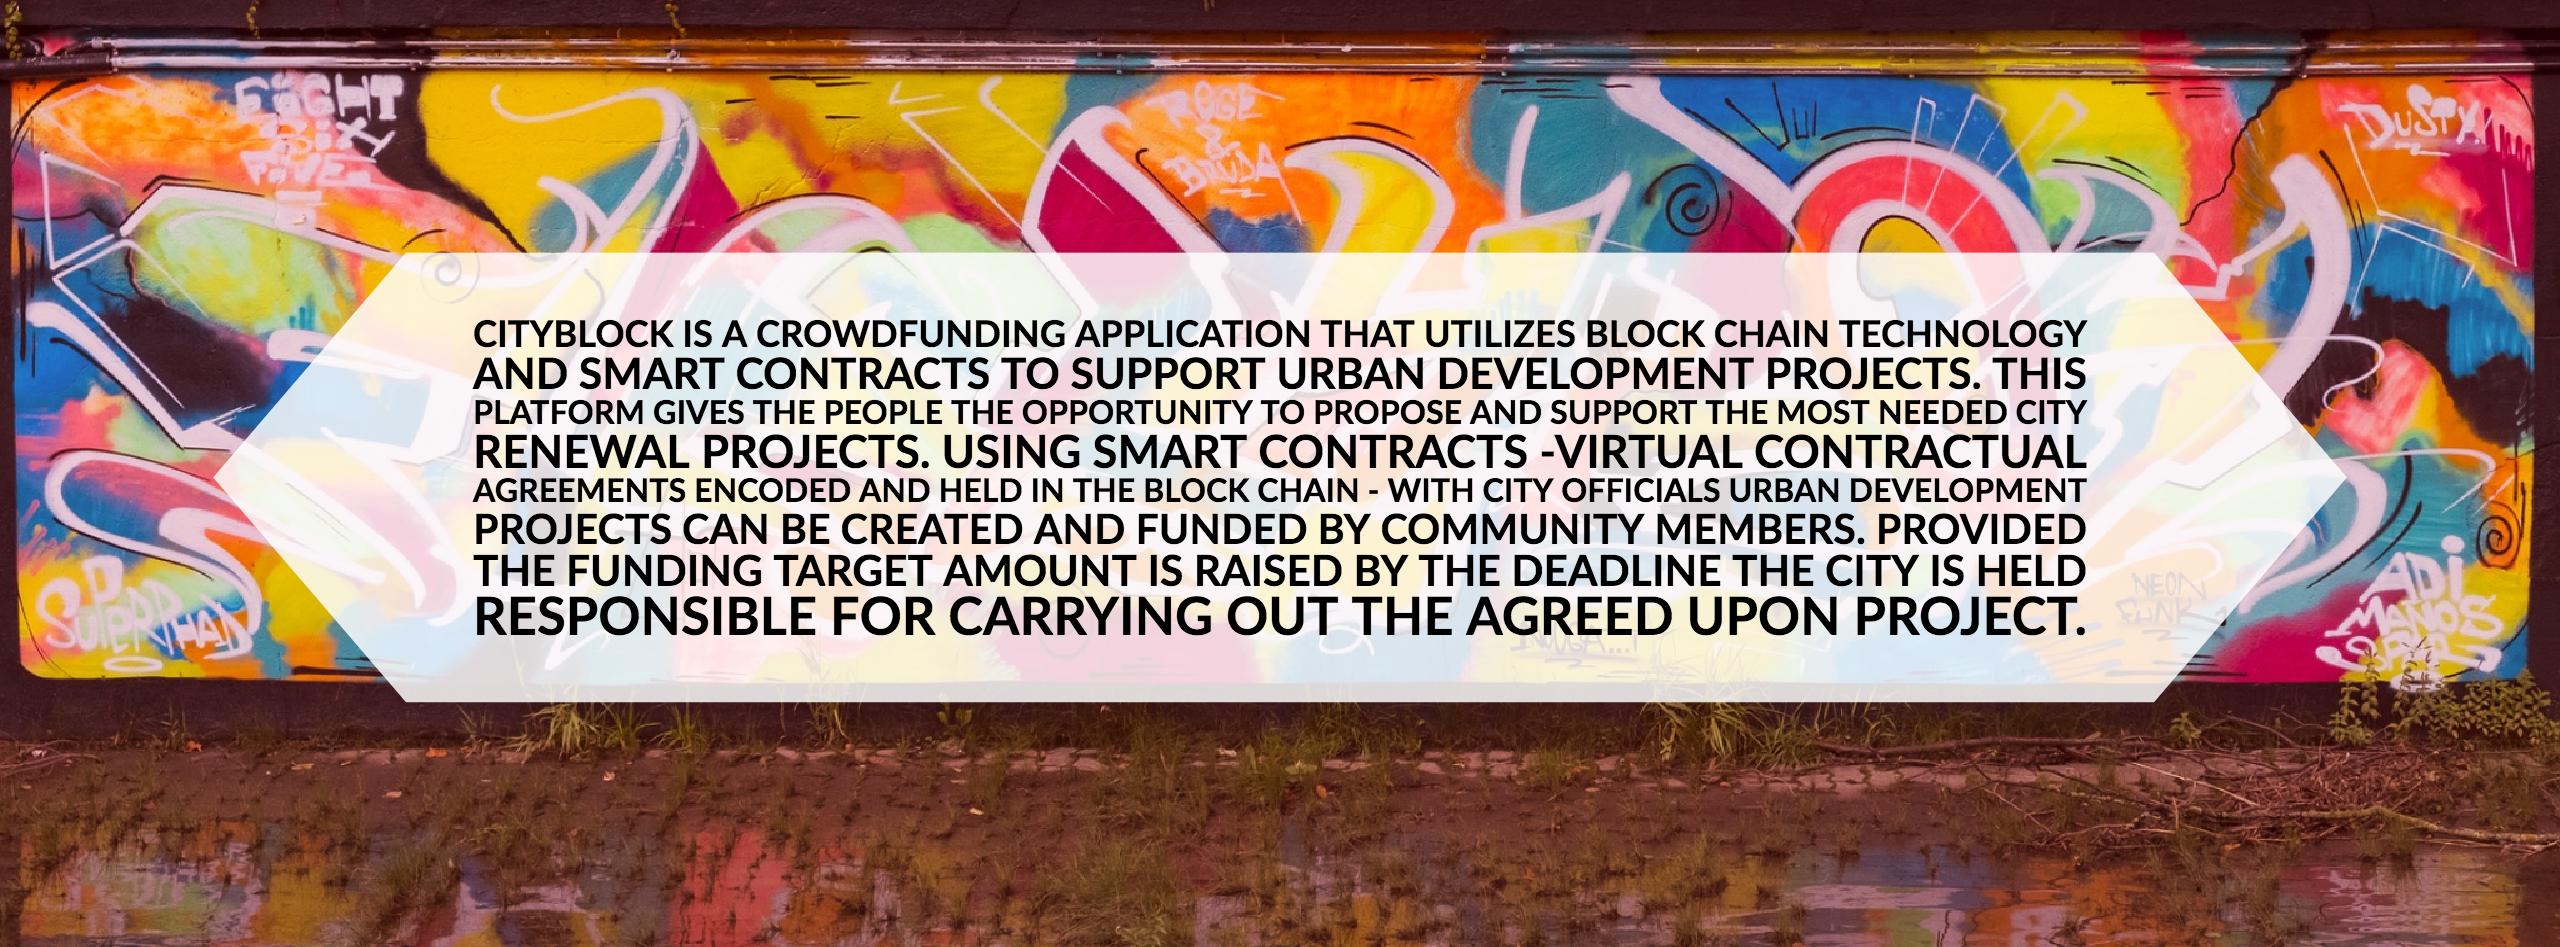 EIGHT
SIX
FIVE
ROGE
&
BRUDA
DUSTY
CITYBLOCK IS A CROWDFUNDING APPLICATION THAT UTILIZES BLOCK CHAIN TECHNOLOGY
AND SMART CONTRACTS TO SUPPORT URBAN DEVELOPMENT PROJECTS. THIS
PLATFORM GIVES THE PEOPLE THE OPPORTUNITY TO PROPOSE AND SUPPORT THE MOST NEEDED CITY
RENEWAL PROJECTS. USING SMART CONTRACTS -VIRTUAL CONTRACTUAL
AGREEMENTS ENCODED AND HELD IN THE BLOCK CHAIN - WITH CITY OFFICIALS URBAN DEVELOPMENT
PROJECTS CAN BE CREATED AND FUNDED BY COMMUNITY MEMBERS. PROVIDED
THE FUNDING TARGET AMOUNT IS RAISED BY THE DEADLINE THE CITY IS HELD
RESPONSIBLE FOR CARRYING OUT THE AGREED UPON PROJECT.
NEON
FUNK
ADI
MANOS